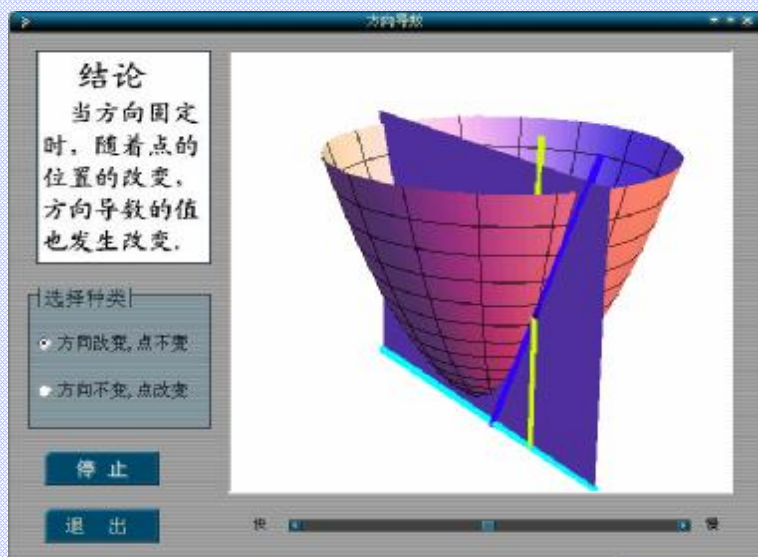 方向导数
结论
当方向固定
时，随着点的
位置的改变，
方向导数的值
也发生改变.
选择种类
方向改变, 点不变
方向不变, 点改变
停 止
退 出
快
慢